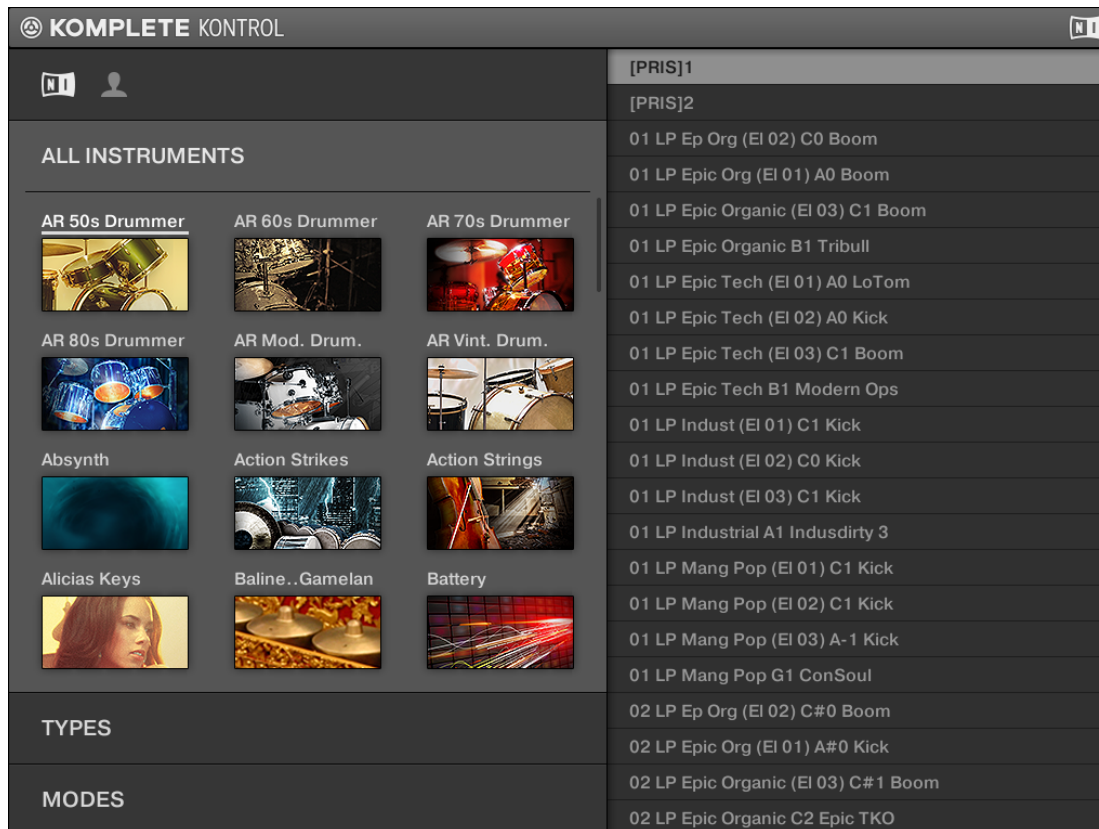 KOMPLETE KONTROL
NI
NI
ALL INSTRUMENTS
AR 50s Drummer
AR 60s Drummer
AR 70s Drummer
AR 80s Drummer
AR Mod. Drum.
AR Vint. Drum.
Absynth
Action Strikes
Action Strings
Alicias Keys
Baline..Gamelan
Battery
TYPES
MODES
[PRIS]1
[PRIS]2
01 LP Ep Org (El 02) C0 Boom
01 LP Epic Org (El 01) A0 Boom
01 LP Epic Organic (El 03) C1 Boom
01 LP Epic Organic B1 Tribull
01 LP Epic Tech (El 01) A0 LoTom
01 LP Epic Tech (El 02) A0 Kick
01 LP Epic Tech (El 03) C1 Boom
01 LP Epic Tech B1 Modern Ops
01 LP Indust (El 01) C1 Kick
01 LP Indust (El 02) C0 Kick
01 LP Indust (El 03) C1 Kick
01 LP Industrial A1 Indusdirty 3
01 LP Mang Pop (El 01) C1 Kick
01 LP Mang Pop (El 02) C1 Kick
01 LP Mang Pop (El 03) A-1 Kick
01 LP Mang Pop G1 ConSoul
02 LP Ep Org (El 02) C#0 Boom
02 LP Epic Org (El 01) A#0 Kick
02 LP Epic Organic (El 03) C#1 Boom
02 LP Epic Organic C2 Epic TKO